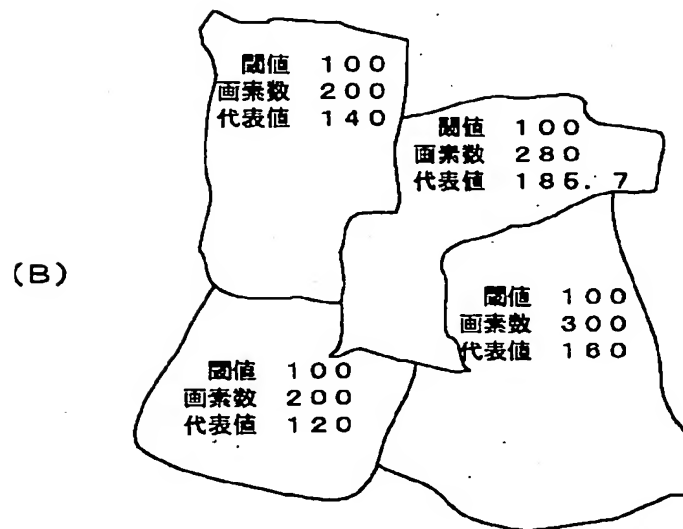 閾値 100
画素数 200
代表値 140
閾値 100
画素数 280
代表値 185.7
(B)
閾値 100
画素数 300
代表値 160
閾値 100
画素数 200
代表値 120